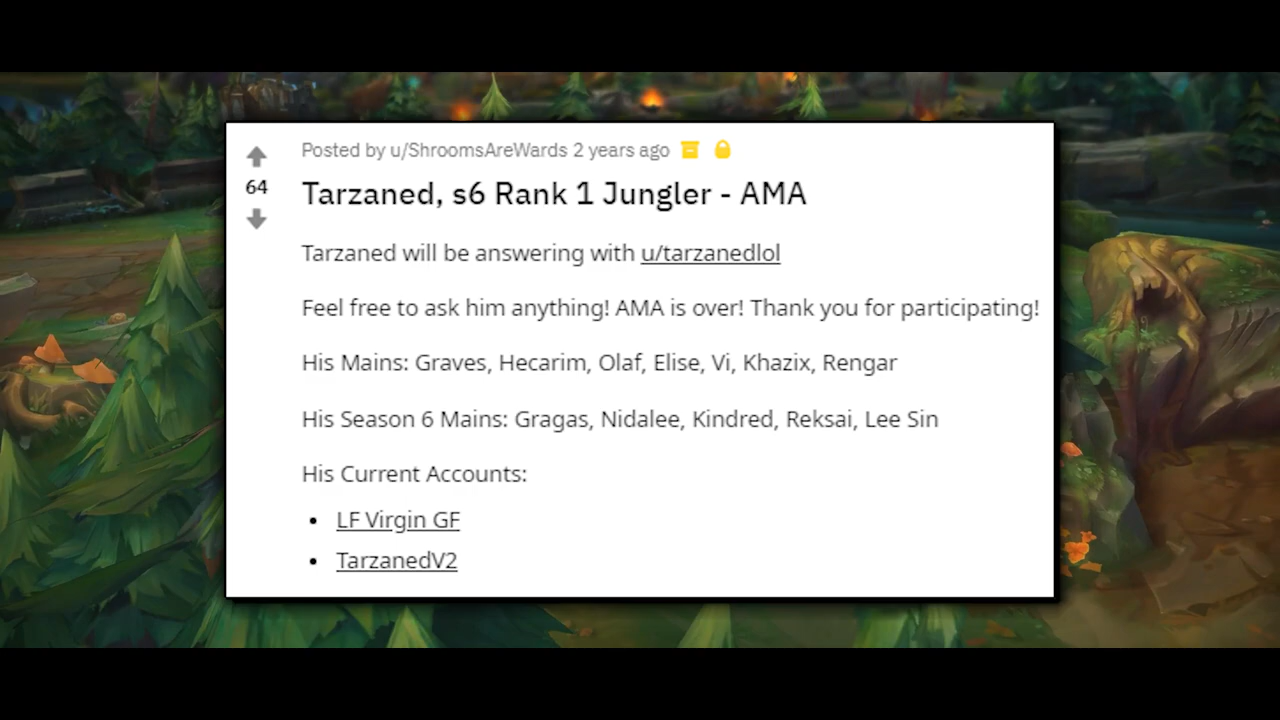 Posted by u/ShroomsAreWards 2 years ago
64
Tarzaned, s6 Rank 1 Jungler - AMA
Tarzaned will be answering with u/tarzanedlol
Feel free to ask him anything! AMA is over! Thank you for participating!
His Mains: Graves, Hecarim, Olaf, Elise, Vi, Khazix, Rengar
His Season 6 Mains: Gragas, Nidalee, Kindred, Reksai, Lee Sin
His Current Accounts:
• LF Virgin GF
• TarzanedV2